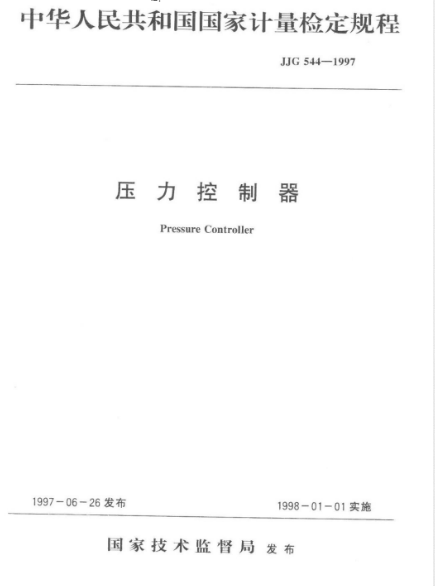 中华人民共和国国家计量检定规程
JJG 544—1997
压力控制器
Pressure Controller
1997－06－26 发布
1998－01－01 实施
国家技术监督局 发布